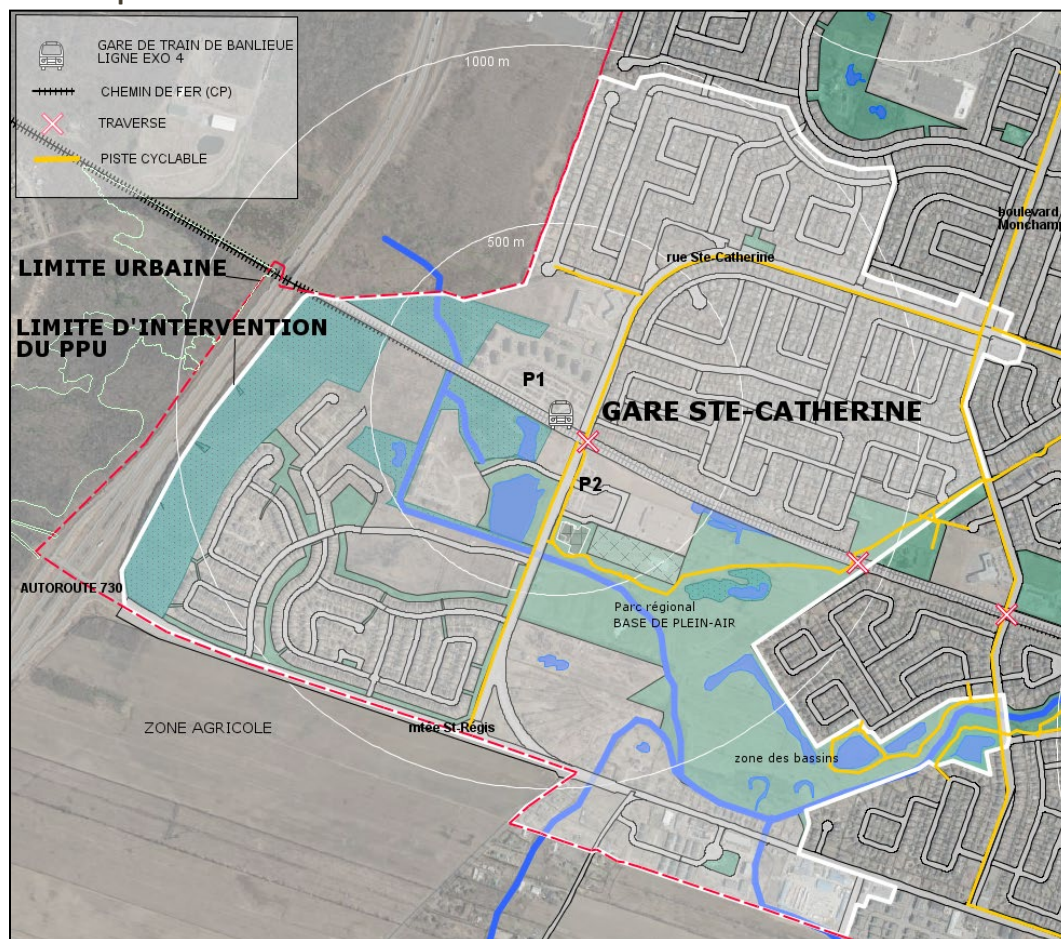 GARE DE TRAIN DE BANLIEUE
LIGNE EXO 4
CHEMIN DE FER (CP)
TRAVERSE
PISTE CYCLABLE
1000 m
500 m
boulevard
Monchamp
rue Ste-Catherine
LIMITE URBAINE
LIMITE D'INTERVENTION
DU PPU
P1
GARE STE-CATHERINE
P2
AUTOROUTE 730
Parc régional
BASE DE PLEIN-AIR
ZONE AGRICOLE
mtée St-Régis
zone des bassins